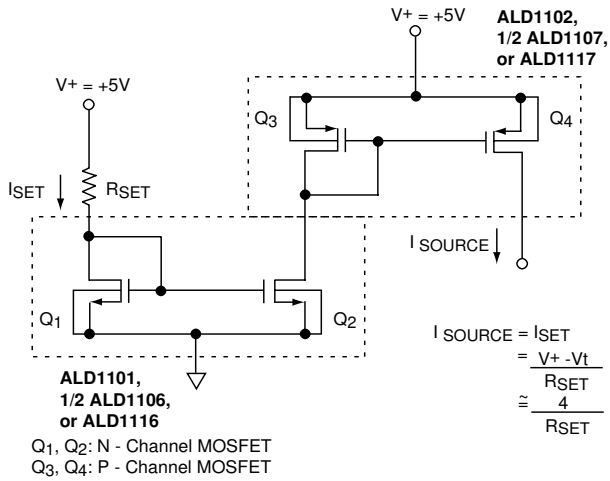 V+ = +5V
ALD1102,
1/2 ALD1107,
or ALD1117
V+ = +5V
Q3
Q4
ISET
RSET
I SOURCE
Q1
Q2
I SOURCE = ISET
= V+ -Vt
RSET
≅ 4
RSET
ALD1101,
1/2 ALD1106,
or ALD1116
Q1, Q2: N - Channel MOSFET
Q3, Q4: P - Channel MOSFET